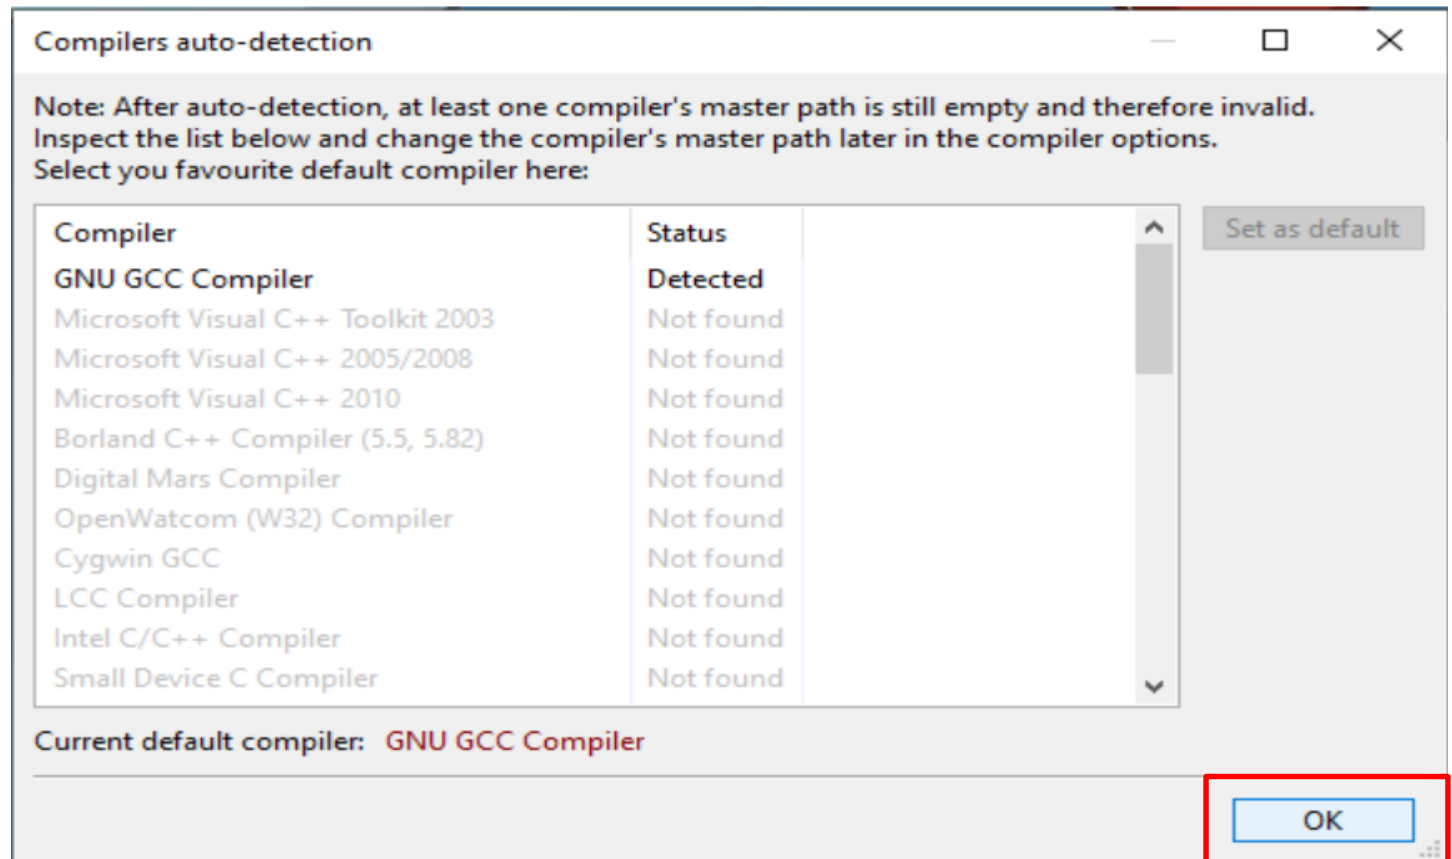 Compilers auto-detection
Note: After auto-detection, at least one compiler's master path is still empty and therefore invalid.
Inspect the list below and change the compiler's master path later in the compiler options.
Select you favourite default compiler here:
Compiler Status
Set as default
GNU GCC Compiler Detected
Microsoft Visual C++ Toolkit 2003 Not found
Microsoft Visual C++ 2005/2008 Not found
Microsoft Visual C++ 2010 Not found
Borland C++ Compiler (5.5, 5.82) Not found
Digital Mars Compiler Not found
OpenWatcom (W32) Compiler Not found
Cygwin GCC Not found
LCC Compiler Not found
Intel C/C++ Compiler Not found
Small Device C Compiler Not found
Current default compiler: GNU GCC Compiler
OK